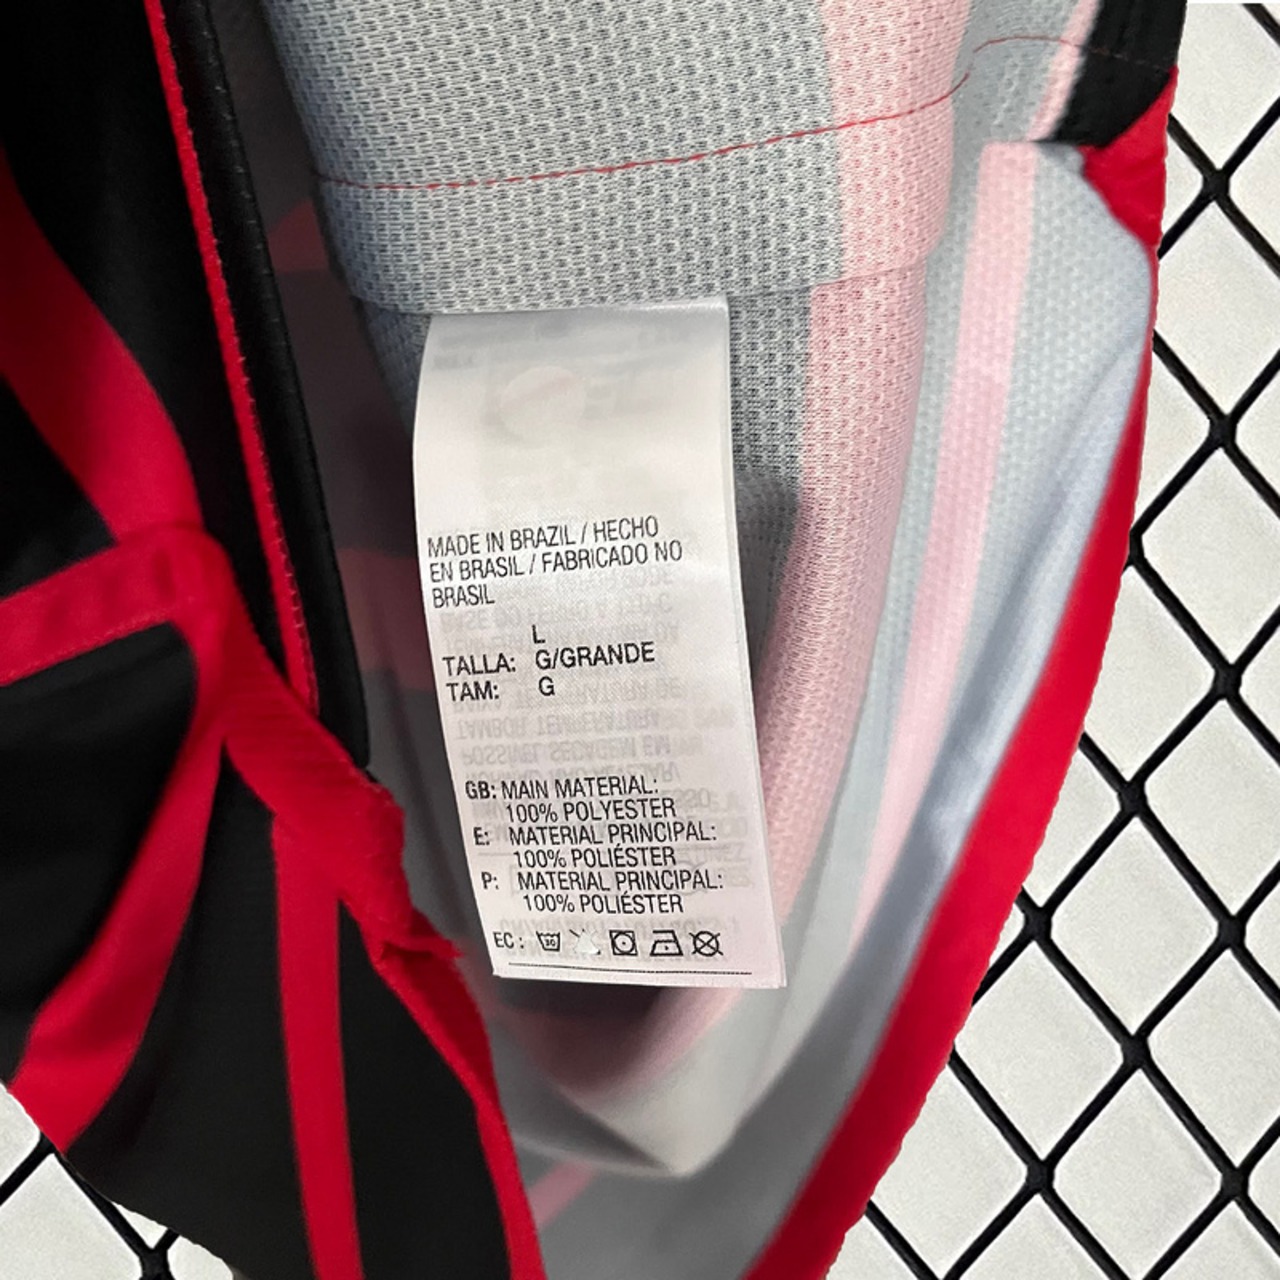 MADE IN BRAZIL / HECHO
EN BRASIL / FABRICADO NO
BRASIL
L
TALLA: G/GRANDE
TAM: G
GB: MAIN MATERIAL:
100% POLYESTER
E: MATERIAL PRINCIPAL:
100% POLIÉSTER
P: MATERIAL PRINCIPAL:
100% POLIÉSTER
EC: 30